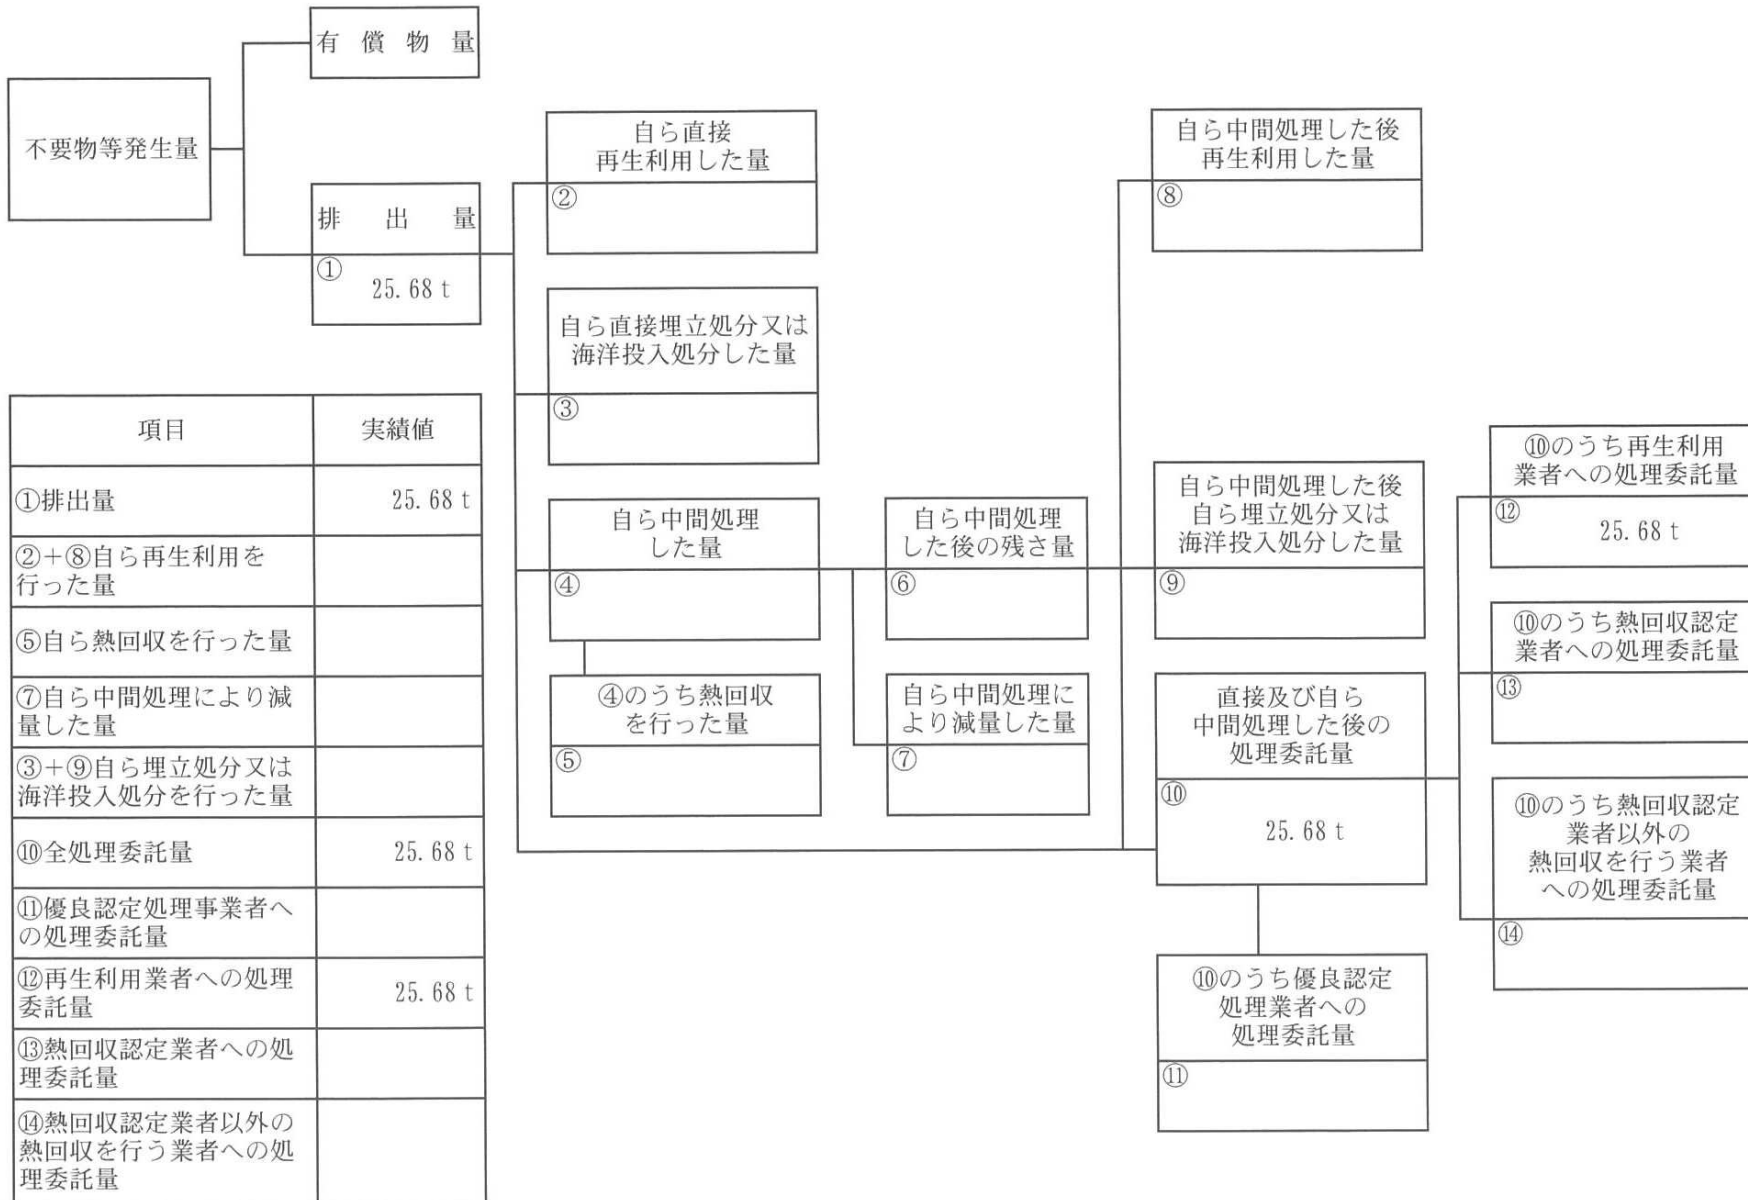 有償物量
不要物等発生量
排出量
①
25.68 t
自ら直接
再生利用した量
②
自ら直接埋立処分又は
海洋投入処分した量
③
自ら中間処理
した量
④
④のうち熱回収
を行った量
⑤
自ら中間処理
した後の残さ量
⑥
自ら中間処理に
より減量した量
⑦
自ら中間処理した後
再生利用した量
⑧
自ら中間処理した後
自ら埋立処分又は
海洋投入処分した量
⑨
直接及び自ら
中間処理した後の
処理委託量
⑩
25.68 t
⑩のうち優良認定
処理業者への
処理委託量
⑪
⑩のうち再生利用
業者への処理委託量
⑫
25.68 t
⑩のうち熱回収認定
業者への処理委託量
⑬
⑩のうち熱回収認定
業者以外の
熱回収を行う業者
への処理委託量
⑭
項目 実績値
①排出量 25.68 t
②+⑧自ら再生利用を
行った量
⑤自ら熱回収を行った量
⑦自ら中間処理により減
量した量
③+⑨自ら埋立処分又は
海洋投入処分を行った量
⑩全処理委託量 25.68 t
⑪優良認定処理事業者へ
の処理委託量
⑫再生利用業者への処理
委託量 25.68 t
⑬熱回収認定業者への処
理委託量
⑭熱回収認定業者以外の
熱回収を行う業者への処
理委託量